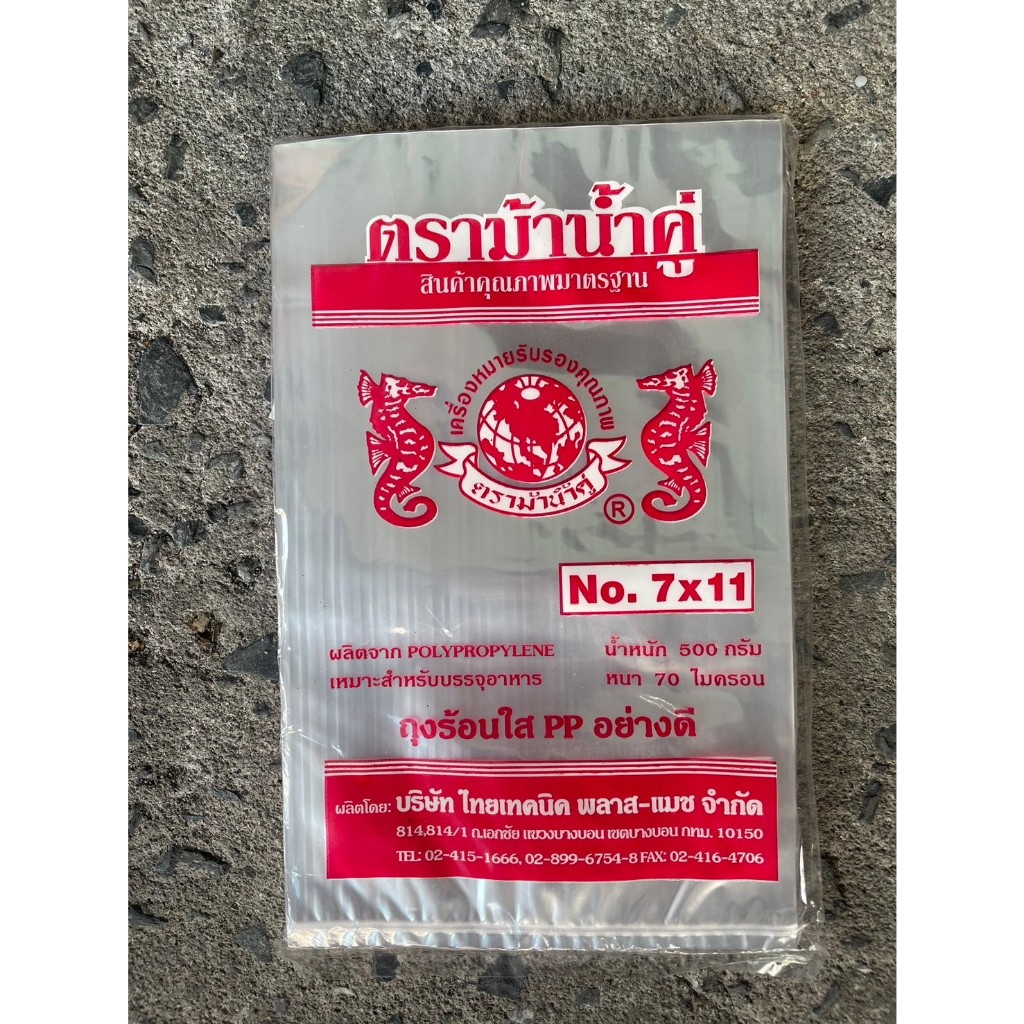 ตราม้าน้ำคู่
สินค้าคุณภาพมาตรฐาน
เครื่องหมายรับรองคุณภาพ
ตราม้าน้ำคู่
®
No. 7x11
ผลิตจาก POLYPROPYLENE น้ำหนัก 500 กรัม
เหมาะสำหรับบรรจุอาหาร หนา 70 ไมครอน
ถุงร้อนใส PP อย่างดี
ผลิตโดย: บริษัท ไทยเทคนิค พลาส-แมช จำกัด
814,814/1 ถ.เอกชัย แขวงบางบอน เขตบางบอน กทม. 10150
TEL: 02-415-1666, 02-899-6754-8 FAX: 02-416-4706